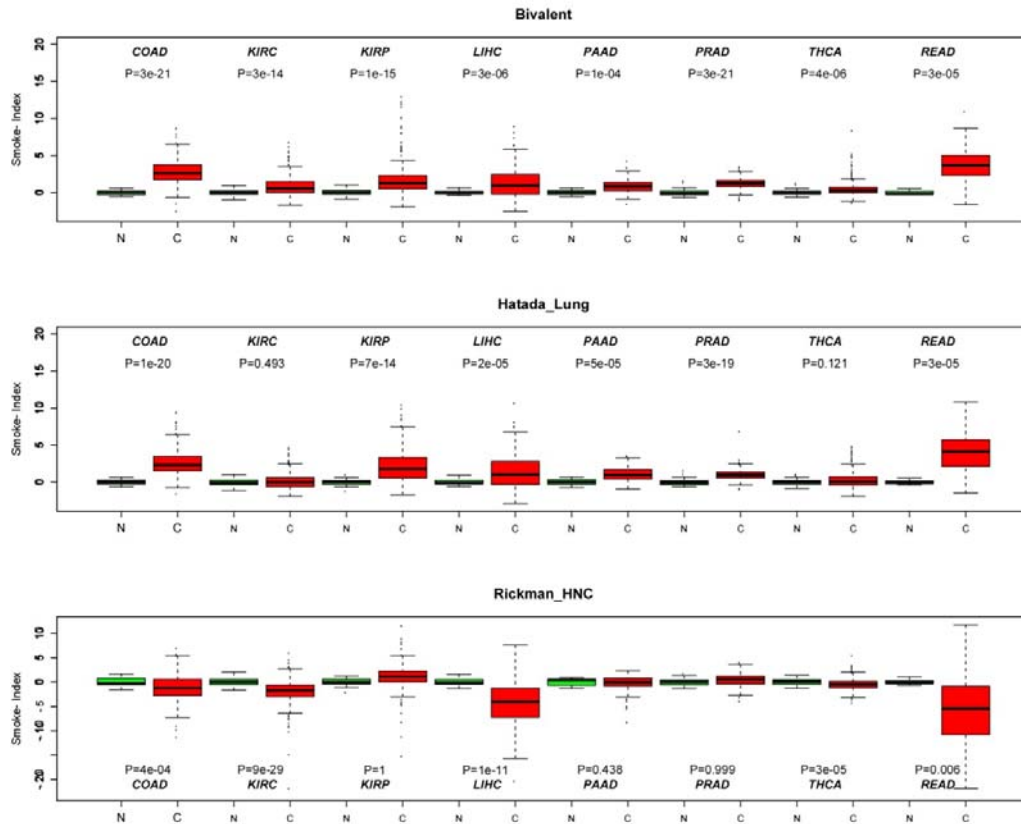 Bivalent
COAD KIRC KIRP LIHC PAAD PRAD THCA READ
P=3e-21 P=3e-14 P=1e-15 P=3e-06 P=1e-04 P=3e-21 P=4e-06 P=3e-05
Smoke- Index
20
15
10
5
0
N C N C N C N C N C N C N C N C
Hatada_Lung
COAD KIRC KIRP LIHC PAAD PRAD THCA READ
P=1e-20 P=0.493 P=7e-14 P=2e-05 P=5e-05 P=3e-19 P=0.121 P=3e-05
Smoke- Index
20
15
10
5
0
N C N C N C N C N C N C N C N C
Rickman_HNC
Smoke- Index
10
5
0
-5
-10
-20
P=4e-04 P=9e-29 P=1 P=1e-11 P=0.438 P=0.999 P=3e-05 P=0.006
COAD KIRC KIRP LIHC PAAD PRAD THCA READ
N C N C N C N C N C N C N C N C